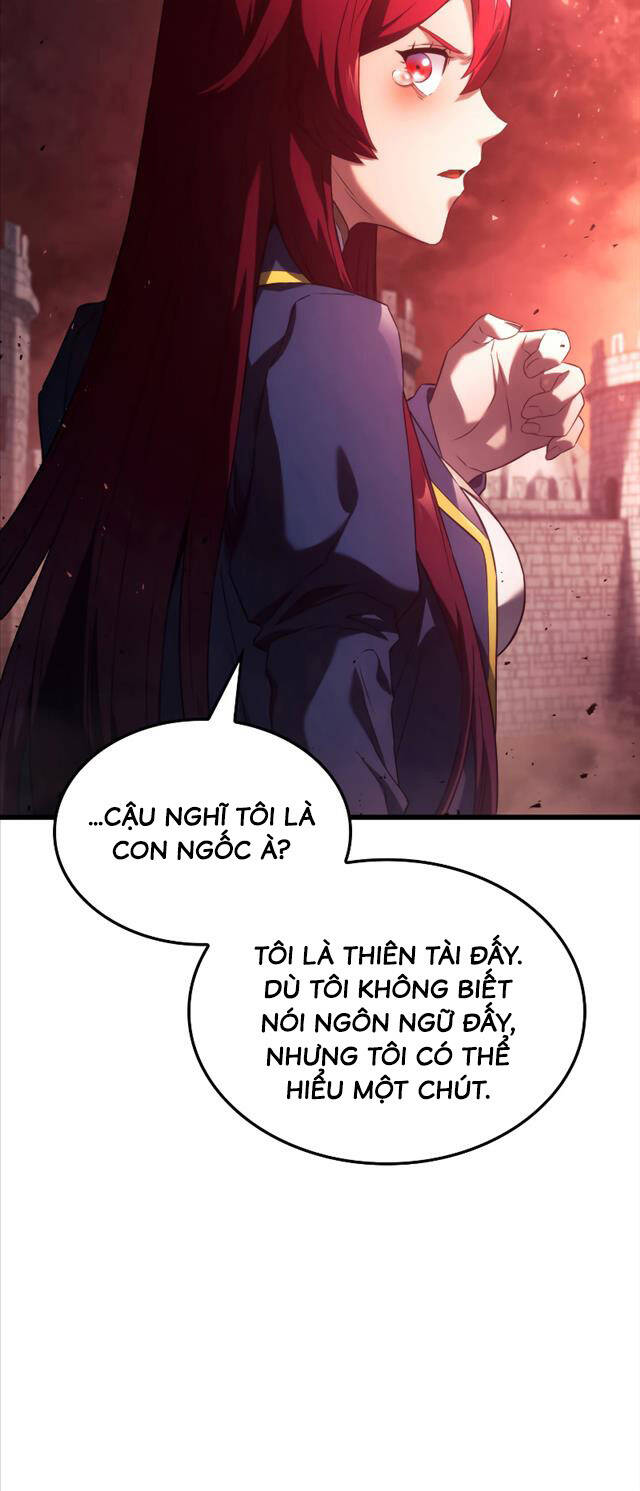 ...CẬU NGHĨ TÔI LÀ
CON NGỐC À?
TÔI LÀ THIÊN TÀI ĐẤY.
DÙ TÔI KHÔNG BIẾT
NÓI NGÔN NGỮ ĐẤY,
NHƯNG TÔI CÓ THỂ
HIỂU MỘT CHÚT.